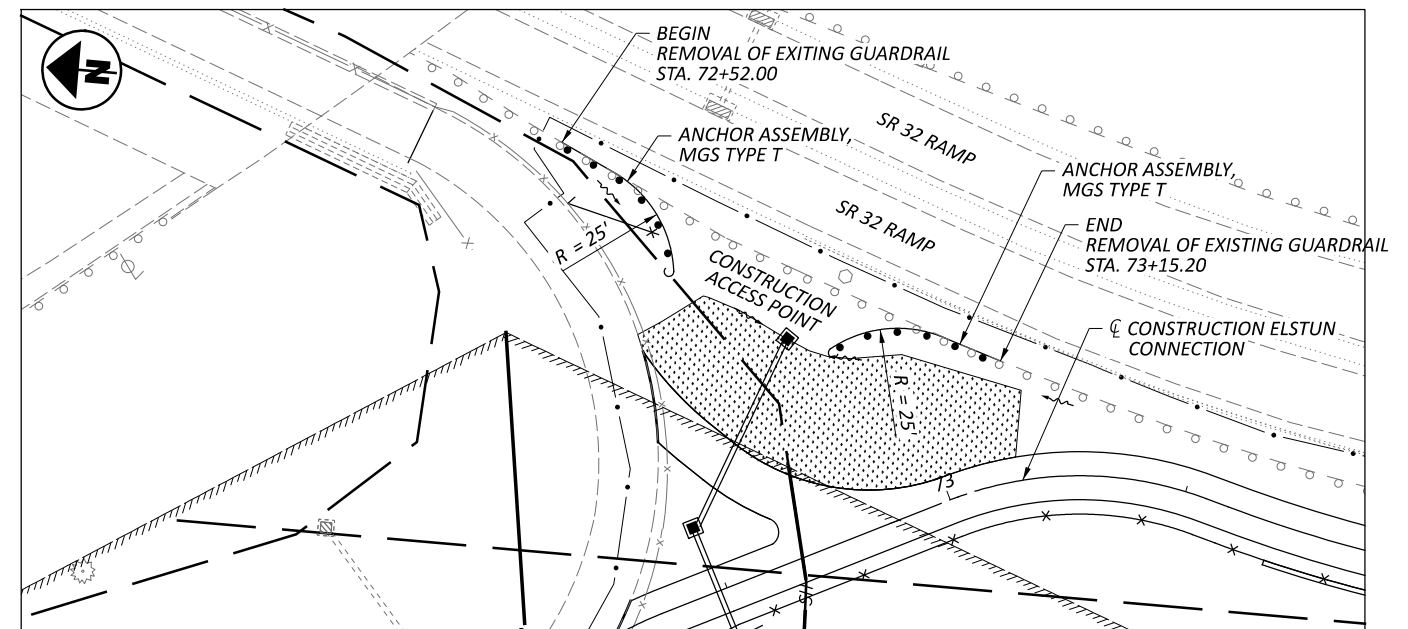 N
BEGIN
REMOVAL OF EXITING GUARDRAIL
STA. 72+52.00
ANCHOR ASSEMBLY,
MGS TYPE T
SR 32 RAMP
SR 32 RAMP
ANCHOR ASSEMBLY,
MGS TYPE T
END
REMOVAL OF EXISTING GUARDRAIL
STA. 73+15.20
R = 25'
CONSTRUCTION
ACCESS POINT
℄ CONSTRUCTION ELSTUN
CONNECTION
R = 25'
73